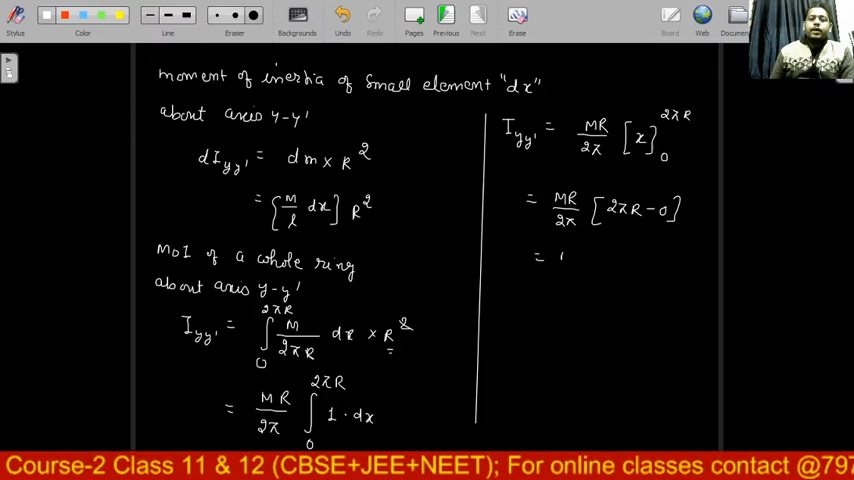 Stylus
Color
Line
Eraser
Backgrounds
Undo
Redo
Pages
Previous
Next
Erase
Board
Web
Documen
moment of inertia of small element "dx"
about axis y-y'
dI_yy' = dm × R²
= [M/l dx] R²
MOI of a whole ring
about axis y-y'
I_yy' = ∫₀^{2πR} M/2πR dx × R²
= MR/2π ∫₀^{2πR} 1 · dx
I_yy' = MR/2π [x]₀^{2πR}
= MR/2π [2πR - 0]
=
Course-2 Class 11 & 12 (CBSE+JEE+NEET); For online classes contact @797